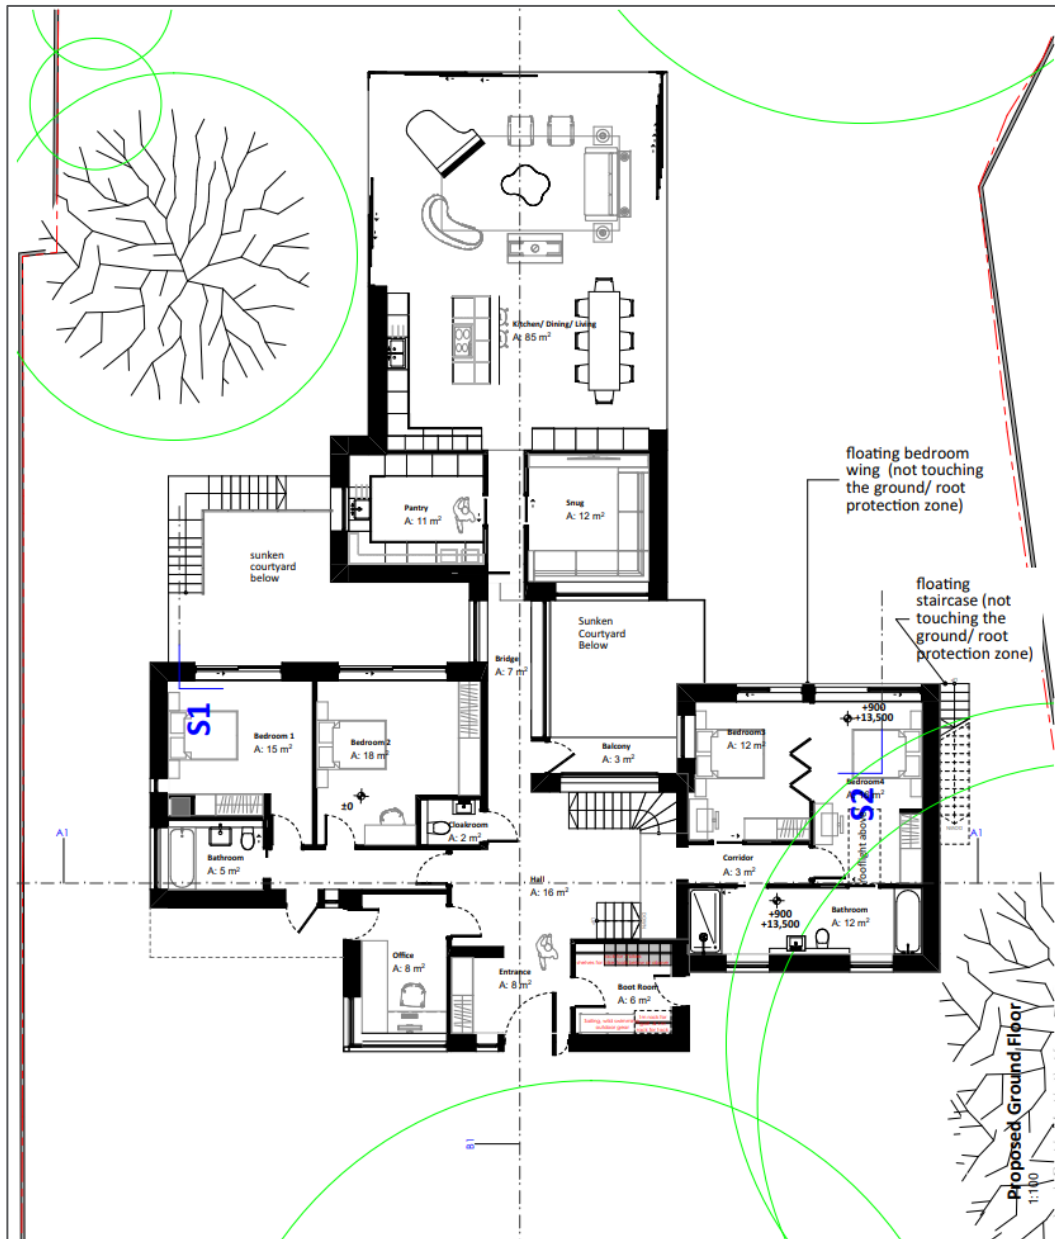 Kitchen/ Dining/ Living
A: 85 m²
floating bedroom
wing (not touching
the ground/ root
protection zone)
Pantry
A: 11 m²
Snug
A: 12 m²
sunken
courtyard
below
floating
staircase (not
touching the
ground/ root
protection zone)
Sunken
Courtyard
Below
Bridge
A: 7 m²
S1
Bedroom 1
A: 15 m²
Bedroom 2
A: 18 m²
±0
Balcony
A: 3 m²
Bedroom3
A: 12 m²
+900
+13,500
Bedroom4
S2
rooflight above
Cloakroom
A: 2 m²
A1
A1
Bathroom
A: 5 m²
Corridor
A: 3 m²
Hall
A: 16 m²
+900
+13,500
Bathroom
A: 12 m²
Office
A: 8 m²
Entrance
A: 8 m²
Boot Room
A: 6 m²
outdoor gear
B1
Proposed Ground Floor
1:100